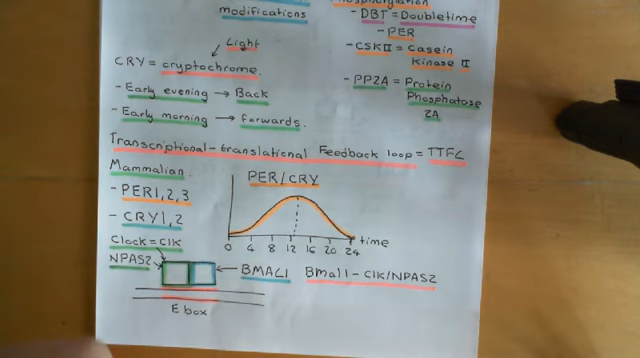 modifications
Phosphorylation
- DBT = Doubletime
- PER
- CSKII = Casein
Kinase II
- PP2A = Protein
Phosphatase
2A
Light
CRY = cryptochrome.
- Early evening → Back
- Early morning → forwards.
Transcriptional-translational Feedback loop = TTFL
Mammalian
- PER1,2,3
- CRY1,2
PER/CRY
0 4 8 12 16 20 24 time
Clock = Clk
NPAS2
BMAL1
Bmal1 - Clk/NPAS2
E box